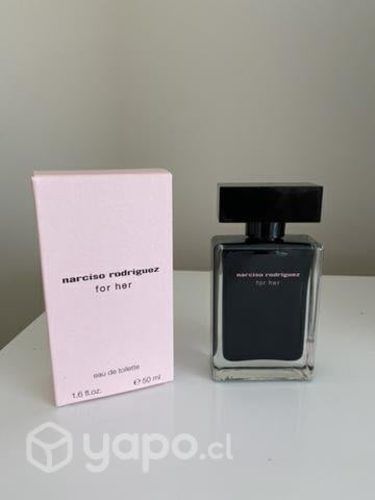 narciso rodriguez
for her
eau de toilette
1.6 fl.oz. ℮ 50 ml
narciso rodriguez
for her
yapo.cl